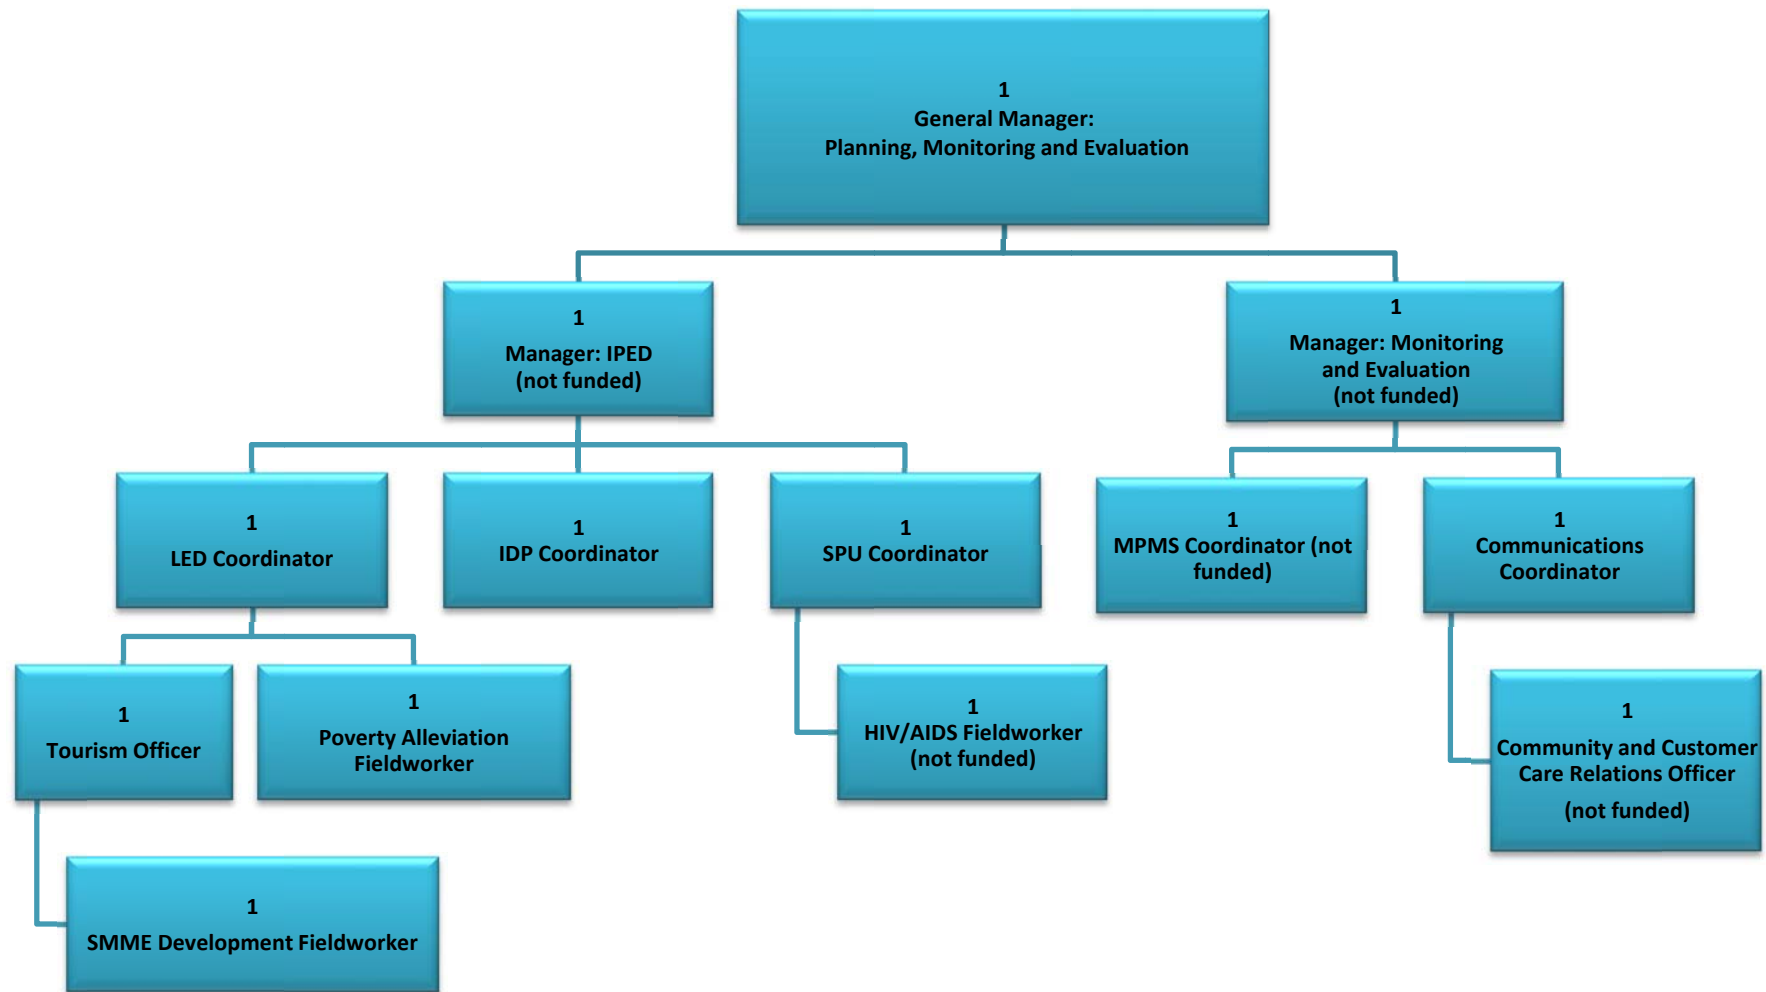 1
General Manager:
Planning, Monitoring and Evaluation
1
Manager: IPED
(not funded)
1
Manager: Monitoring
and Evaluation
(not funded)
1
LED Coordinator
1
IDP Coordinator
1
SPU Coordinator
1
MPMS Coordinator (not
funded)
1
Communications
Coordinator
1
Tourism Officer
1
Poverty Alleviation
Fieldworker
1
HIV/AIDS Fieldworker
(not funded)
1
Community and Customer
Care Relations Officer
(not funded)
1
SMME Development Fieldworker